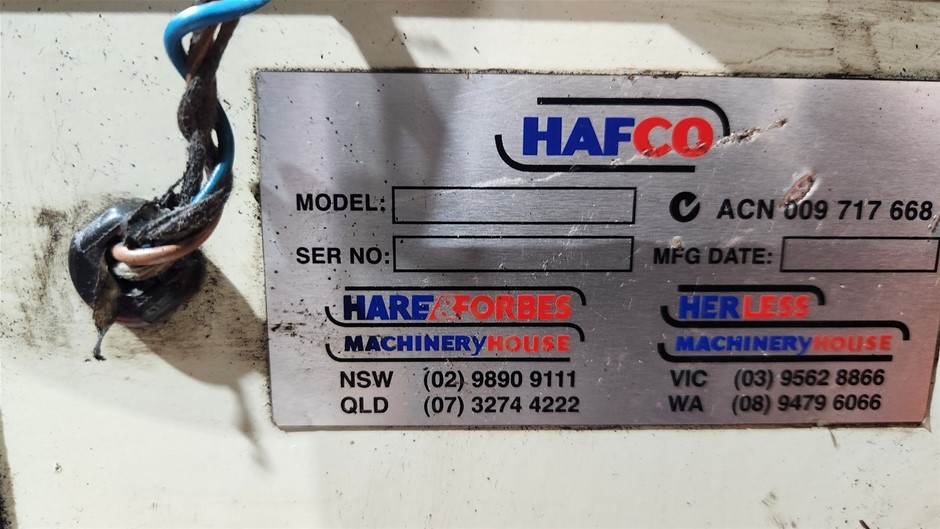 HAFCO
MODEL:
ACN 009 717 668
SER NO:
MFG DATE:
HARE&FORBES
MACHINERyHOUSE
HERLESS
MACHINERyHOUSE
NSW (02) 9890 9111
QLD (07) 3274 4222
VIC (03) 9562 8866
WA (08) 9479 6066